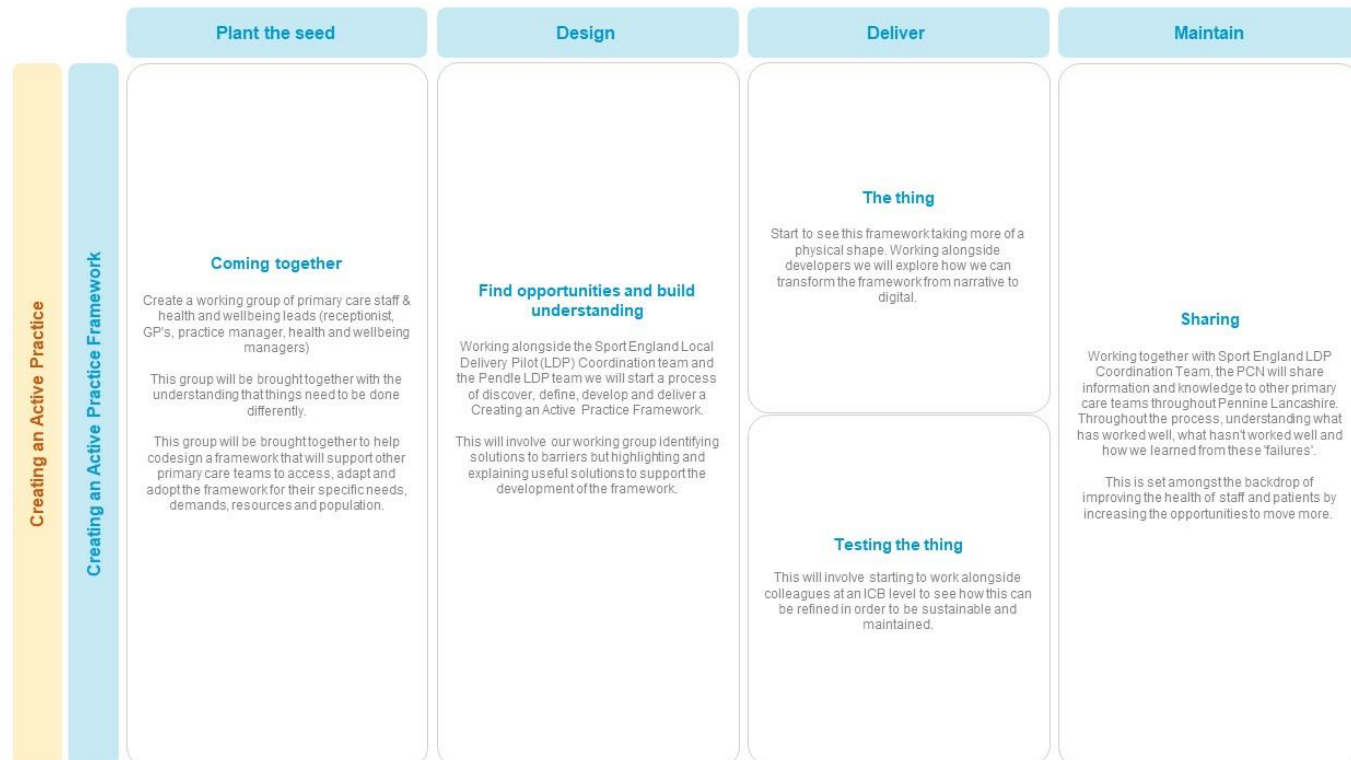 Plant the seed
Design
Deliver
Maintain
Creating an Active Practice
Creating an Active Practice Framework
Coming together
Create a working group of primary care staff &
health and wellbeing leads (receptionist,
GP's, practice manager, health and wellbeing
managers)
This group will be brought together with the
understanding that things need to be done
differently.
This group will be brought together to help
codesign a framework that will support other
primary care teams to access, adapt and
adopt the framework for their specific needs,
demands, resources and population.
Find opportunities and build
understanding
Working alongside the Sport England Local
Delivery Pilot (LDP) Coordination team and
the Pendle LDP team we will start a process
of discover, define, develop and deliver a
Creating an Active Practice Framework.
This will involve our working group identifying
solutions to barriers but highlighting and
explaining useful solutions to support the
development of the framework.
The thing
Start to see this framework taking more of a
physical shape. Working alongside
developers we will explore how we can
transform the framework from narrative to
digital.
Testing the thing
This will involve starting to work alongside
colleagues at an ICB level to see how this can
be refined in order to be sustainable and
maintained.
Sharing
Working together with Sport England LDP
Coordination Team, the PCN will share
information and knowledge to other primary
care teams throughout Pennine Lancashire.
Throughout the process, understanding what
has worked well, what hasn't worked well and
how we learned from these 'failures'.
This is set amongst the backdrop of
improving the health of staff and patients by
increasing the opportunities to move more.